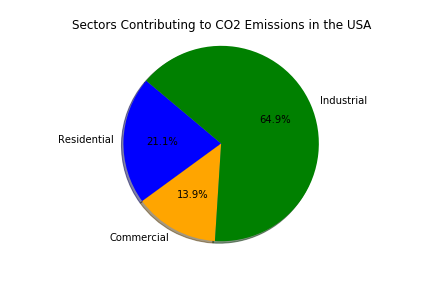 Sectors Contributing to CO2 Emissions in the USA
Industrial
64.9%
Residential
21.1%
13.9%
Commercial